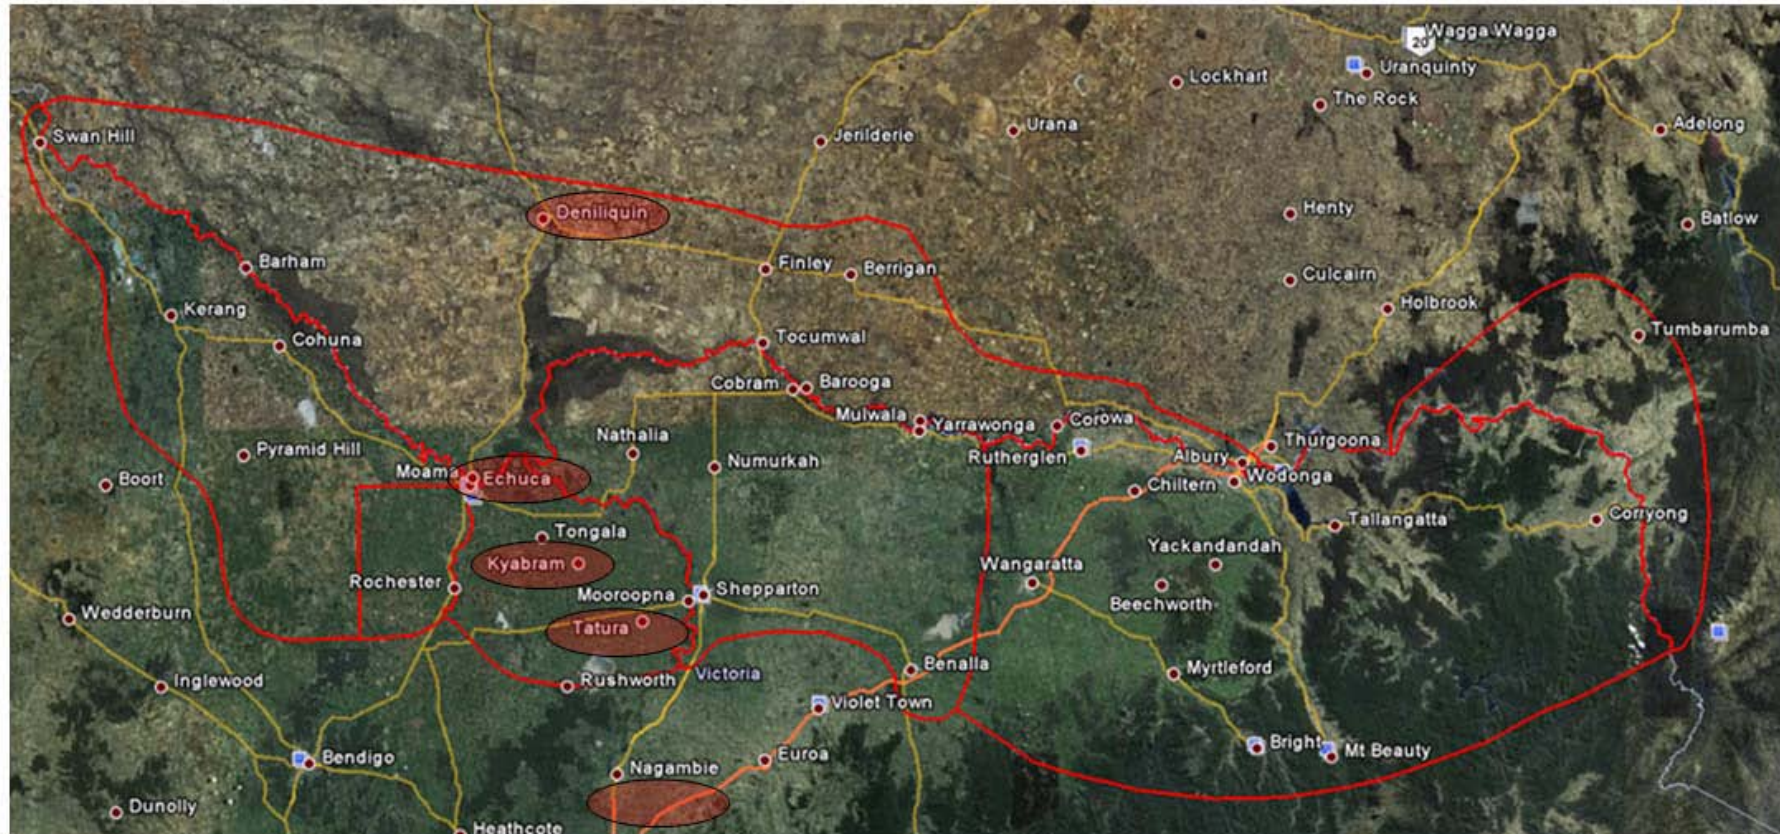 Wagga Wagga
20
Uranquinty
Lockhart
The Rock
Urana
Adelong
Swan Hill
Jerilderie
Deniliquin
Henty
Batlow
Barham
Finley
Berrigan
Culcairn
Kerang
Holbrook
Cohuna
Tocumwal
Tumbarumba
Cobram
Barooga
Mulwala
Yarrawonga
Corowa
Nathalia
Thurgoona
Pyramid Hill
Numurkah
Rutherglen
Albury
Moama
Echuca
Wodonga
Boort
Chiltern
Corryong
Tallangatta
Tongala
Yackandandah
Kyabram
Wangaratta
Rochester
Mooroopna
Shepparton
Beechworth
Wedderburn
Tatura
Benalla
Myrtleford
Victoria
Inglewood
Rushworth
Violet Town
Bright
Mt Beauty
Bendigo
Euroa
Nagambie
Dunolly
Heathcote